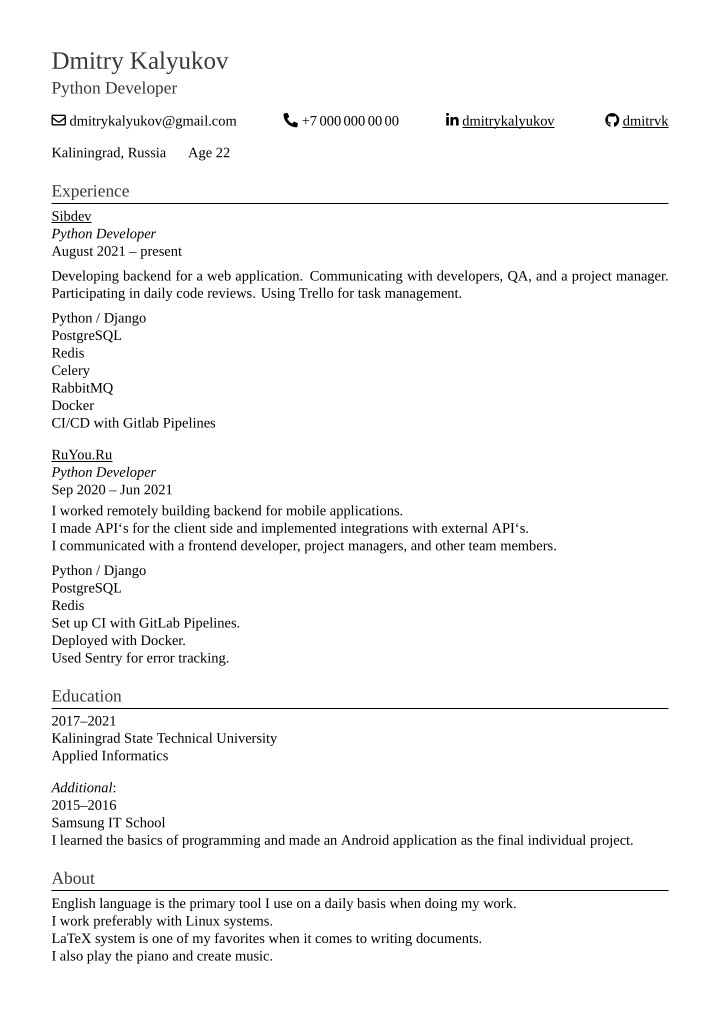 Dmitry Kalyukov
Python Developer
dmitrykalyukov@gmail.com +7 000 000 00 00 dmitrykalyukov dmitrvk
Kaliningrad, Russia Age 22
Experience
Sibdev
Python Developer
August 2021 – present
Developing backend for a web application. Communicating with developers, QA, and a project manager.
Participating in daily code reviews. Using Trello for task management.
Python / Django
PostgreSQL
Redis
Celery
RabbitMQ
Docker
CI/CD with Gitlab Pipelines
RuYou.Ru
Python Developer
Sep 2020 – Jun 2021
I worked remotely building backend for mobile applications.
I made API‘s for the client side and implemented integrations with external API‘s.
I communicated with a frontend developer, project managers, and other team members.
Python / Django
PostgreSQL
Redis
Set up CI with GitLab Pipelines.
Deployed with Docker.
Used Sentry for error tracking.
Education
2017–2021
Kaliningrad State Technical University
Applied Informatics
Additional:
2015–2016
Samsung IT School
I learned the basics of programming and made an Android application as the final individual project.
About
English language is the primary tool I use on a daily basis when doing my work.
I work preferably with Linux systems.
LaTeX system is one of my favorites when it comes to writing documents.
I also play the piano and create music.